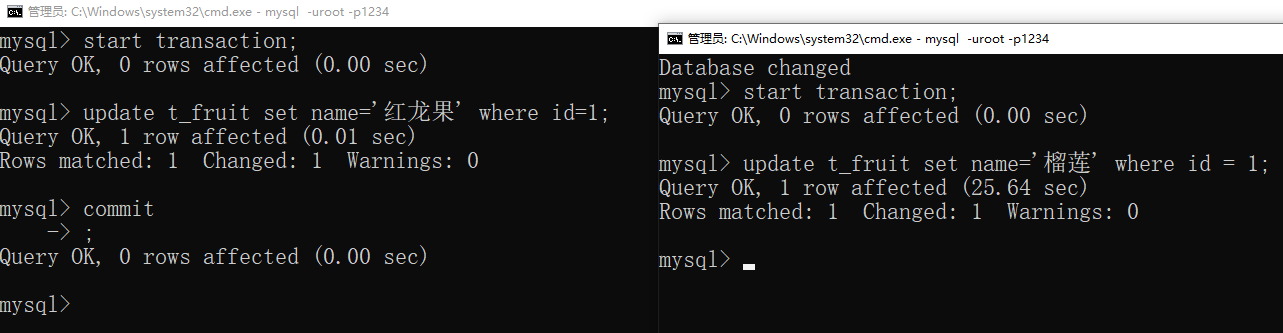 管理员: C:\Windows\system32\cmd.exe - mysql  -uroot -p1234
mysql> start transaction;
Query OK, 0 rows affected (0.00 sec)
mysql> update t_fruit set name='红龙果' where id=1;
Query OK, 1 row affected (0.01 sec)
Rows matched: 1  Changed: 1  Warnings: 0
mysql> commit
    -> ;
Query OK, 0 rows affected (0.00 sec)
mysql>
管理员: C:\Windows\system32\cmd.exe - mysql  -uroot -p1234
Database changed
mysql> start transaction;
Query OK, 0 rows affected (0.00 sec)
mysql> update t_fruit set name='榴莲' where id = 1;
Query OK, 1 row affected (25.64 sec)
Rows matched: 1  Changed: 1  Warnings: 0
mysql>